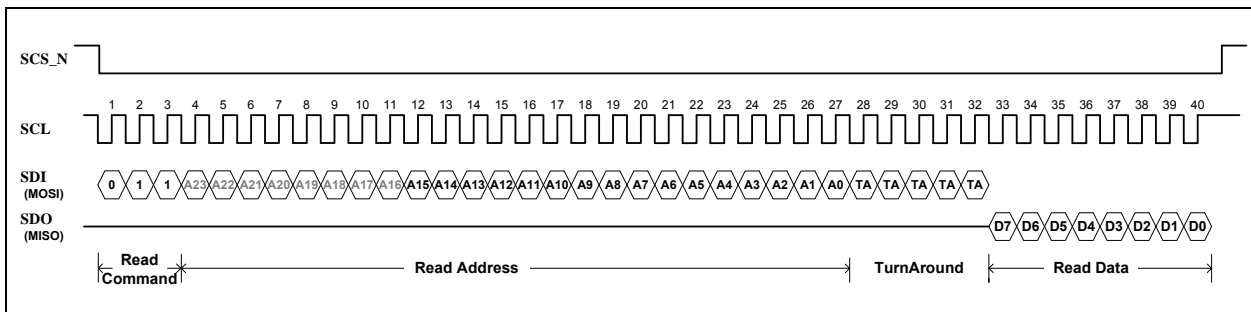 SCS_N
1 2 3 4 5 6 7 8 9 10 11 12 13 14 15 16 17 18 19 20 21 22 23 24 25 26 27 28 29 30 31 32 33 34 35 36 37 38 39 40
SCL
SDI
(MOSI)
0 1 1 A23 A22 A21 A20 A19 A18 A17 A16 A15 A14 A13 A12 A11 A10 A9 A8 A7 A6 A5 A4 A3 A2 A1 A0 TA TA TA TA TA
SDO
(MISO)
D7 D6 D5 D4 D3 D2 D1 D0
Read
Command
Read Address
TurnAround
Read Data